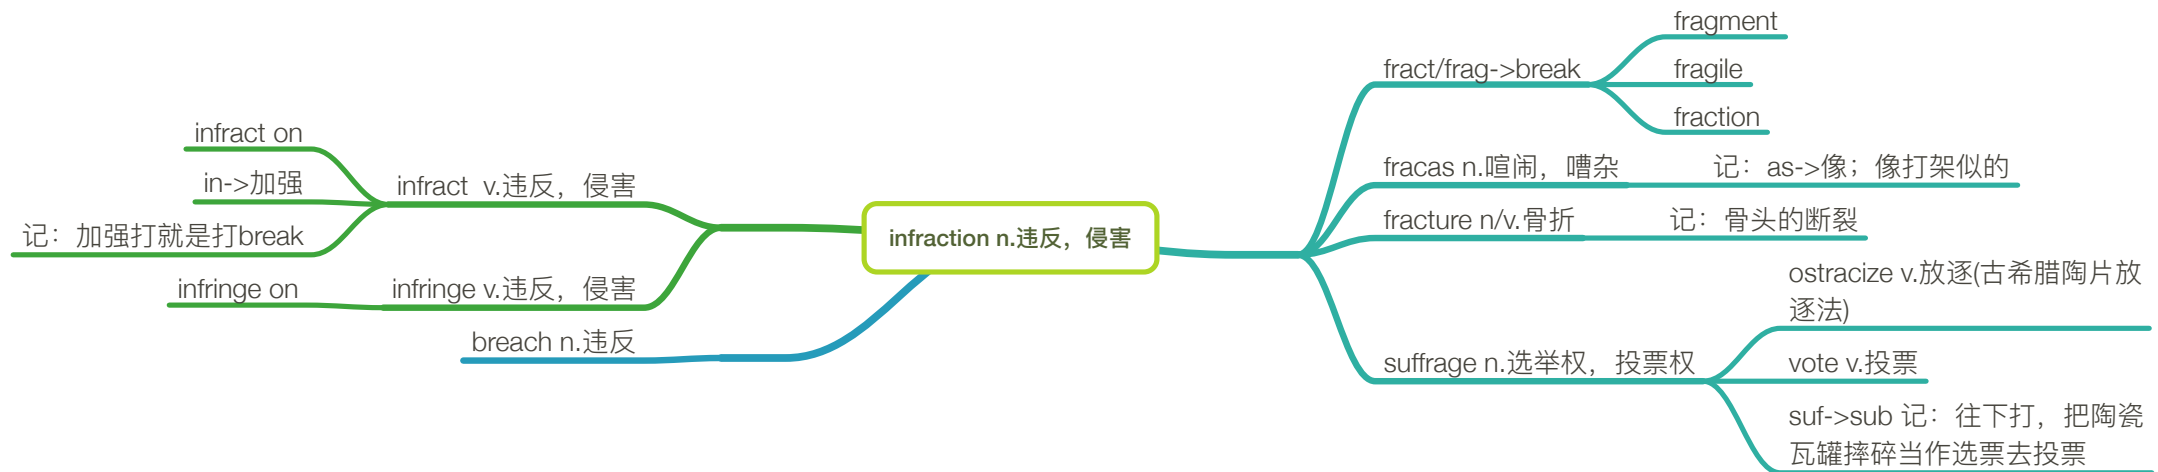 infraction n.违反，侵害
infract on
in->加强
记：加强打就是打break
infract  v.违反，侵害
infringe on
infringe v.违反，侵害
breach n.违反
fract/frag->break
fragment
fragile
fraction
fracas n.喧闹，嘈杂
记：as->像；像打架似的
fracture n/v.骨折
记：骨头的断裂
suffrage n.选举权，投票权
ostracize v.放逐(古希腊陶片放
逐法)
vote v.投票
suf->sub 记：往下打，把陶瓷
瓦罐摔碎当作选票去投票